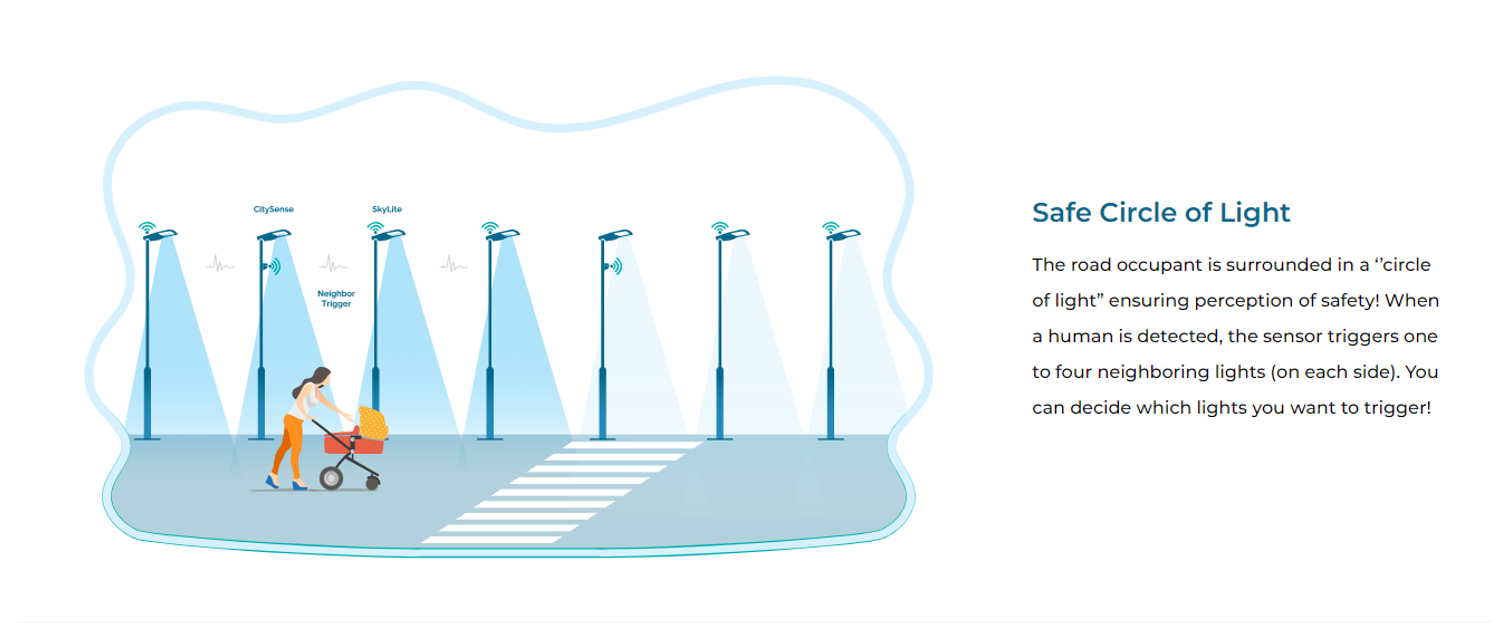 CitySense
SkyLite
Neighbor
Trigger
Safe Circle of Light
The road occupant is surrounded in a ‘’circle
of light” ensuring perception of safety! When
a human is detected, the sensor triggers one
to four neighboring lights (on each side). You
can decide which lights you want to trigger!